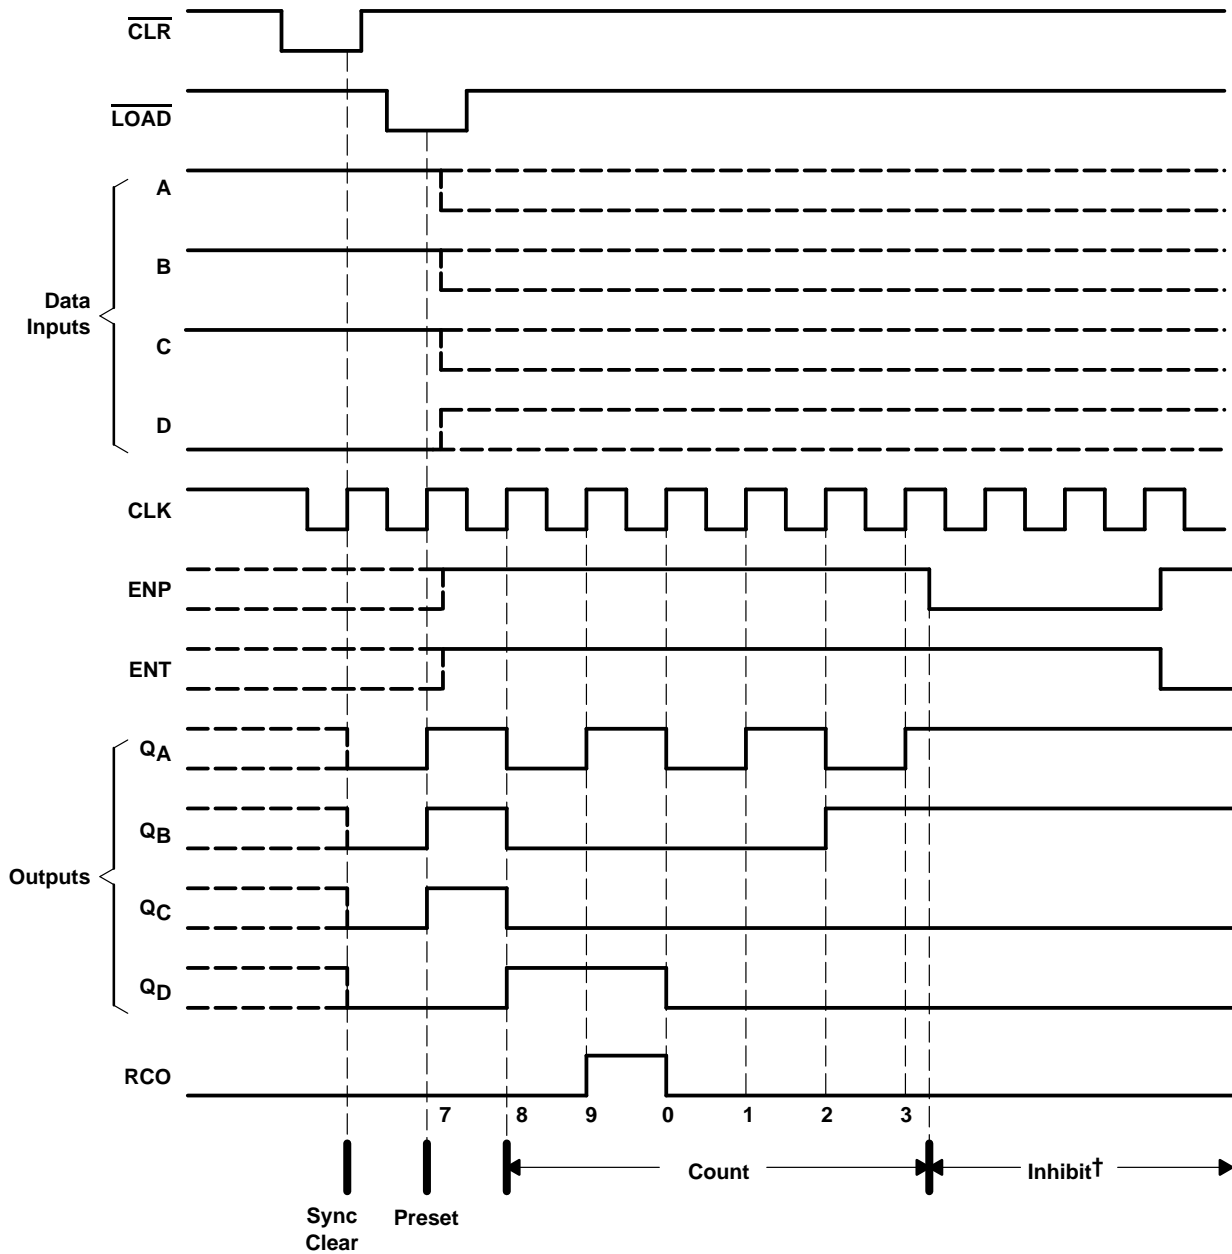 CLR
LOAD
A
B
Data
Inputs
C
D
CLK
ENP
ENT
QA
QB
Outputs
QC
QD
RCO
7 8 9 0 1 2 3
Count Inhibit†
Sync
Clear
Preset